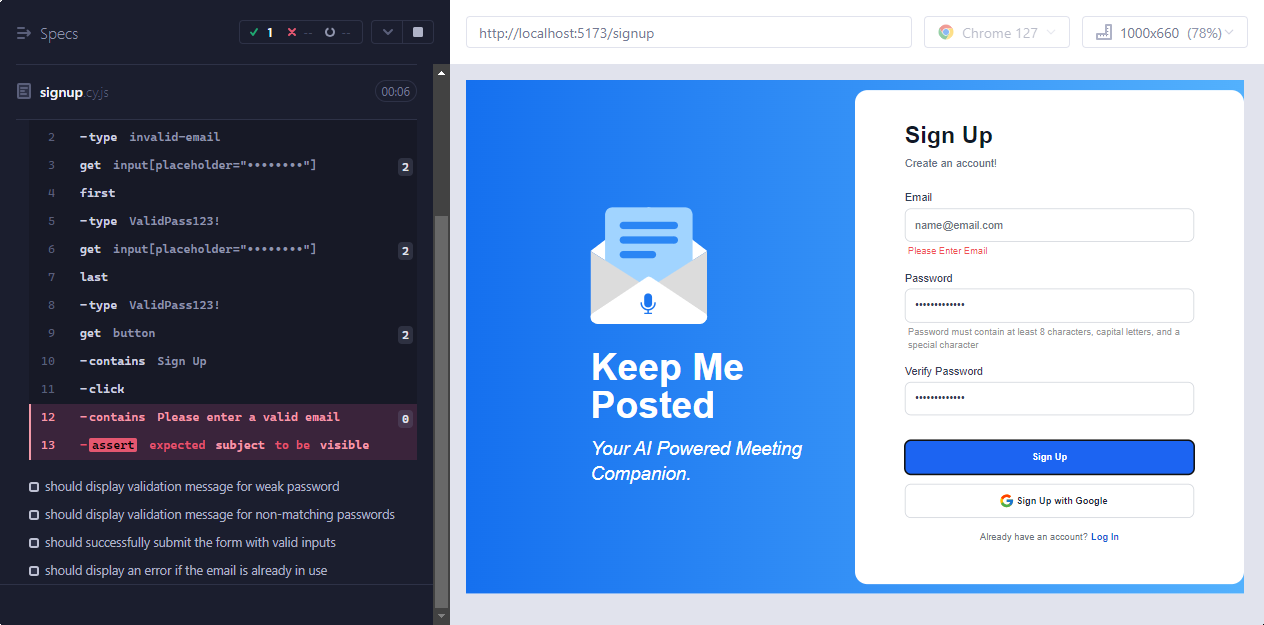 Specs
1
--
--
signup.cy.js
00:06
2 -type invalid-email
3 get input[placeholder="••••••••"] 2
4 first
5 -type ValidPass123!
6 get input[placeholder="••••••••"] 2
7 last
8 -type ValidPass123!
9 get button 2
10 -contains Sign Up
11 -click
12 -contains Please enter a valid email 0
13 -assert expected subject to be visible
should display validation message for weak password
should display validation message for non-matching passwords
should successfully submit the form with valid inputs
should display an error if the email is already in use
http://localhost:5173/signup
Chrome 127
1000x660 (78%)
Keep Me
Posted
Your AI Powered Meeting
Companion.
Sign Up
Create an account!
Email
name@email.com
Please Enter Email
Password
•••••••••••••
Password must contain at least 8 characters, capital letters, and a
special character
Verify Password
•••••••••••••
Sign Up
Sign Up with Google
Already have an account? Log In